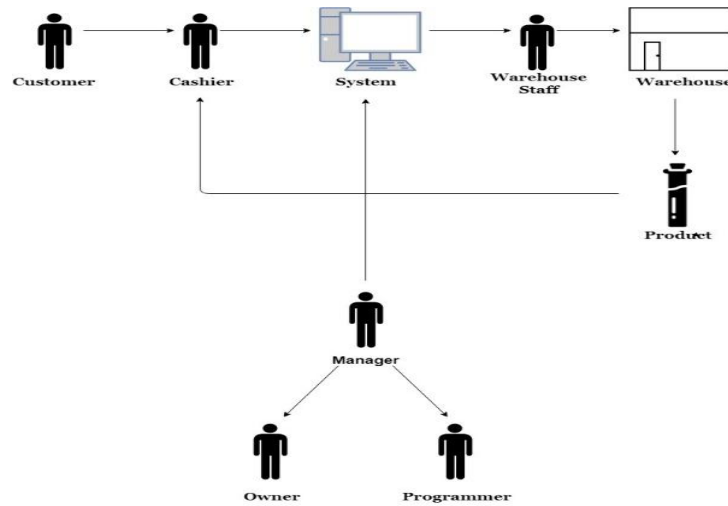 Customer
Cashier
System
Warehouse
Staff
Warehouse
Product
Manager
Owner
Programmer